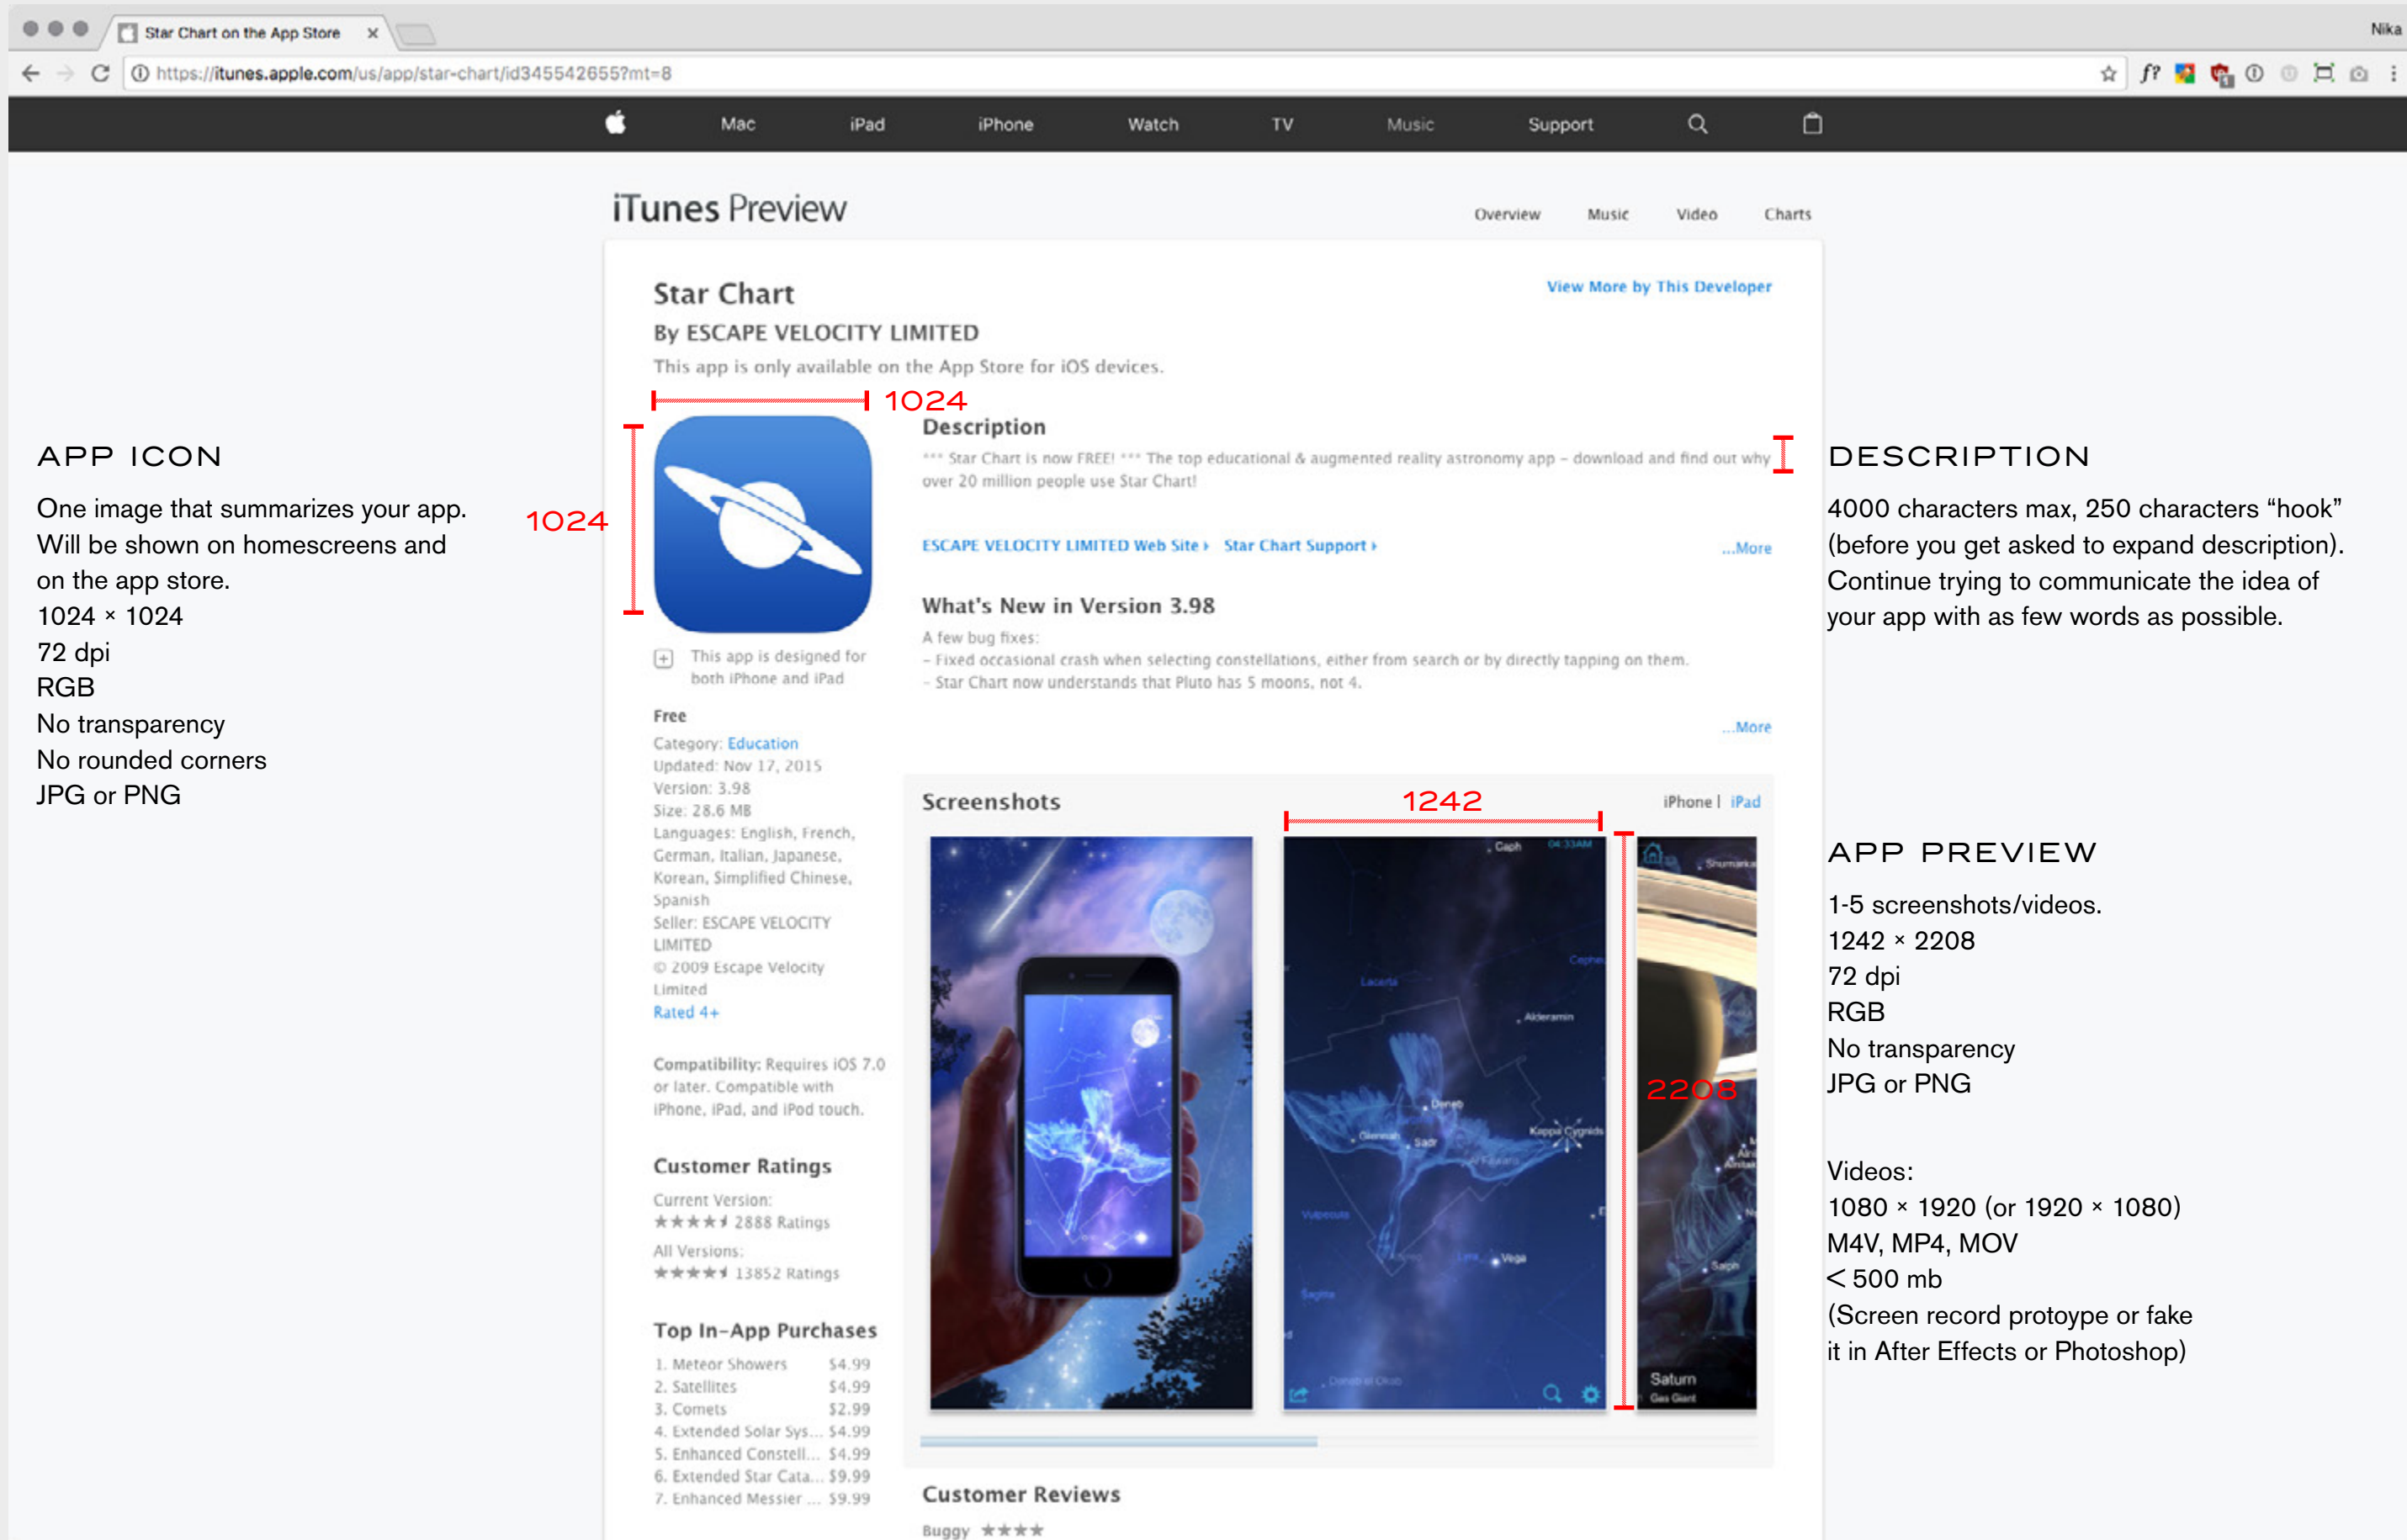 Star Chart on the App Store ×
Nika
https://itunes.apple.com/us/app/star-chart/id345542655?mt=8
f?
Mac iPad iPhone Watch TV Music Support
iTunes Preview
Overview Music Video Charts
Star Chart
View More by This Developer
By ESCAPE VELOCITY LIMITED
This app is only available on the App Store for iOS devices.
1024
1024
APP ICON
One image that summarizes your app.
Will be shown on homescreens and
on the app store.
1024 × 1024
72 dpi
RGB
No transparency
No rounded corners
JPG or PNG
Description
*** Star Chart is now FREE! *** The top educational & augmented reality astronomy app – download and find out why
over 20 million people use Star Chart!
ESCAPE VELOCITY LIMITED Web Site Star Chart Support
...More
What's New in Version 3.98
A few bug fixes:
– Fixed occasional crash when selecting constellations, either from search or by directly tapping on them.
– Star Chart now understands that Pluto has 5 moons, not 4.
...More
DESCRIPTION
4000 characters max, 250 characters “hook”
(before you get asked to expand description).
Continue trying to communicate the idea of
your app with as few words as possible.
This app is designed for
both iPhone and iPad
Free
Category: Education
Updated: Nov 17, 2015
Version: 3.98
Size: 28.6 MB
Languages: English, French,
German, Italian, Japanese,
Korean, Simplified Chinese,
Spanish
Seller: ESCAPE VELOCITY
LIMITED
© 2009 Escape Velocity
Limited
Rated 4+
Compatibility: Requires iOS 7.0
or later. Compatible with
iPhone, iPad, and iPod touch.
Customer Ratings
Current Version:
2888 Ratings
All Versions:
13852 Ratings
Top In-App Purchases
1. Meteor Showers $4.99
2. Satellites $4.99
3. Comets $2.99
4. Extended Solar Sys... $4.99
5. Enhanced Constell... $4.99
6. Extended Star Cata... $9.99
7. Enhanced Messier ... $9.99
Screenshots
1242
iPhone | iPad
Caph 04:33AM
Lacerta
Alderamin
Deneb
Glennah
Sadr
Kappa Cygnids
Vulpecula
Vega
Sagitta
2208
Saiph
Saturn
Gas Giant
Customer Reviews
Buggy ★★★★
APP PREVIEW
1-5 screenshots/videos.
1242 × 2208
72 dpi
RGB
No transparency
JPG or PNG
Videos:
1080 × 1920 (or 1920 × 1080)
M4V, MP4, MOV
< 500 mb
(Screen record protoype or fake
it in After Effects or Photoshop)